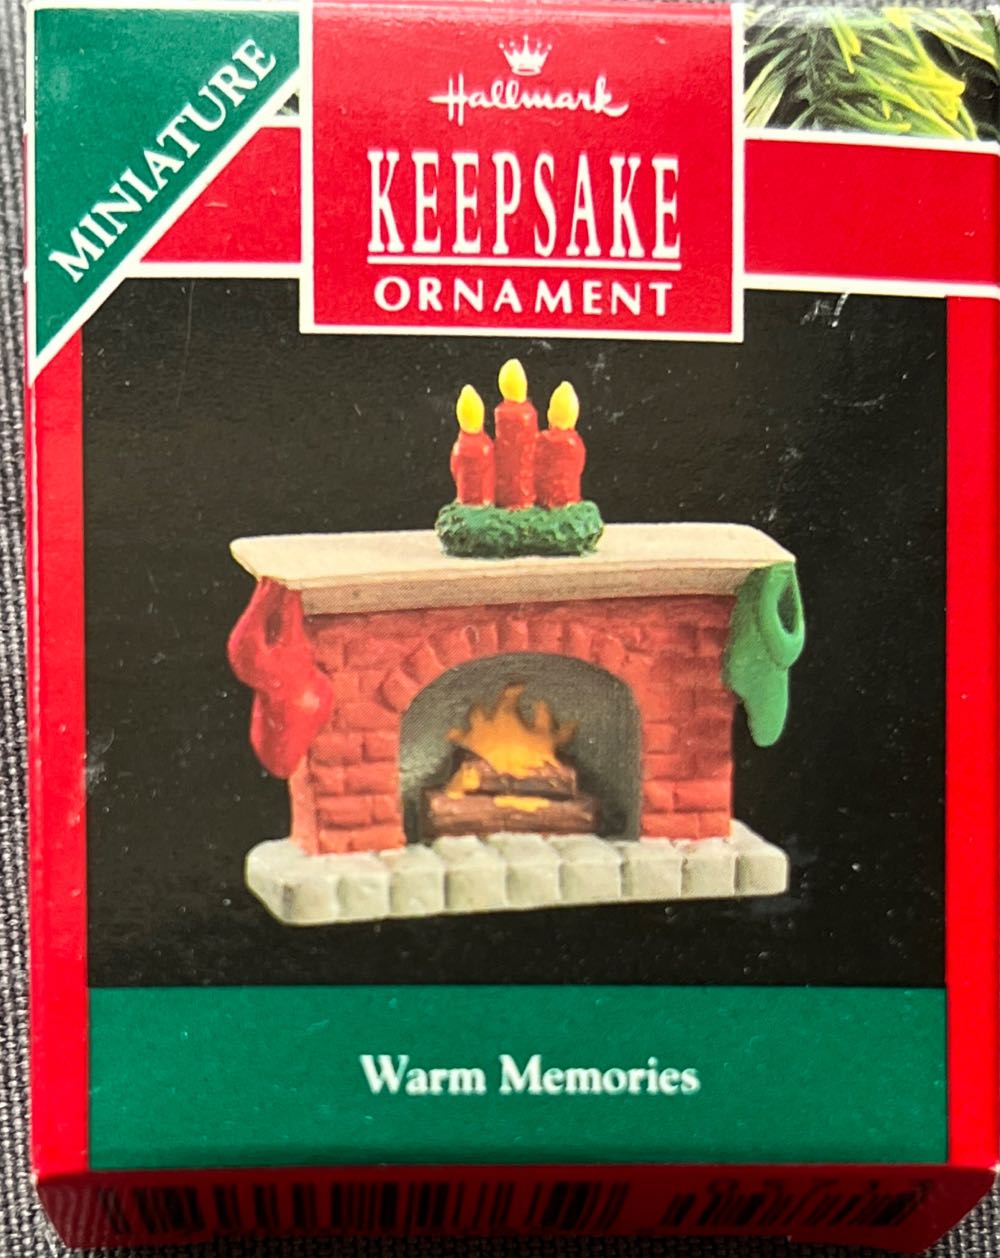 MINIATURE
Hallmark
KEEPSAKE
ORNAMENT
Warm Memories